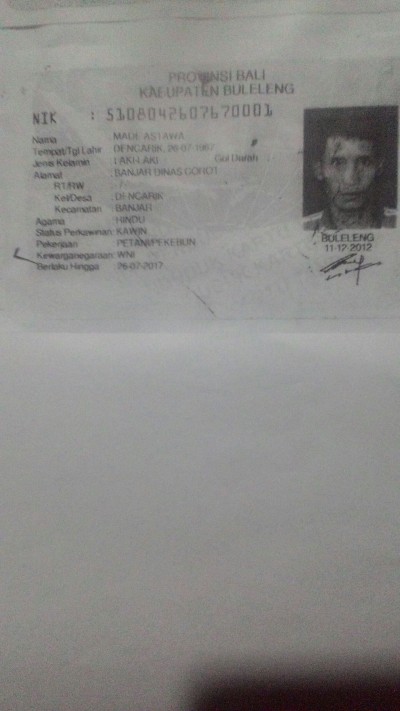 PROVINSI BALI
KABUPATEN BULELENG
NIK : 5108042607670001
Nama : MADE ASTAWA
Tempat/Tgl Lahir : DENCARIK, 26-07-1967
Jenis Kelamin : LAKI-LAKI Gol Darah :
Alamat : BANJAR DINAS
RT/RW :
Kel/Desa : DENCARIK
Kecamatan : BANJAR
Agama : HINDU
Status Perkawinan: KAWIN
Pekerjaan : PETANI/PEKEBUN
Kewarganegaraan: WNI
Berlaku Hingga : 26-07-2017
BULELENG
11-12-2012